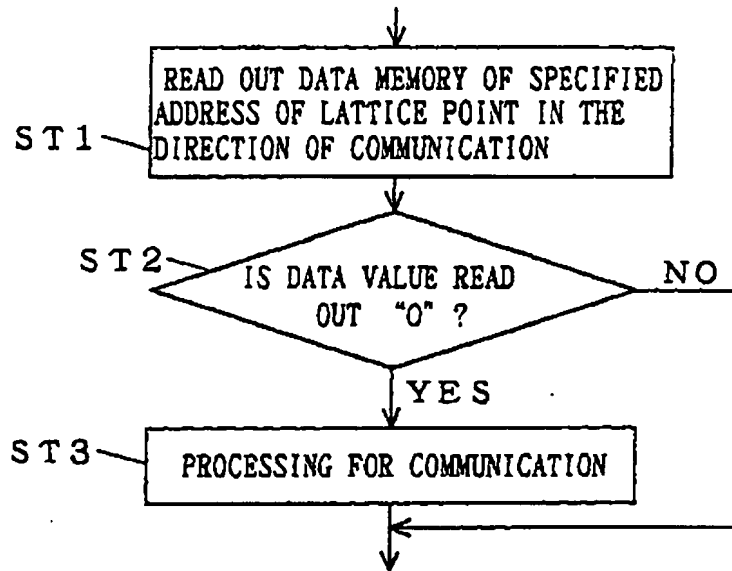 READ OUT DATA MEMORY OF SPECIFIED
ADDRESS OF LATTICE POINT IN THE
DIRECTION OF COMMUNICATION
ST1
ST2
IS DATA VALUE READ
OUT "0" ?
NO
YES
ST3
PROCESSING FOR COMMUNICATION